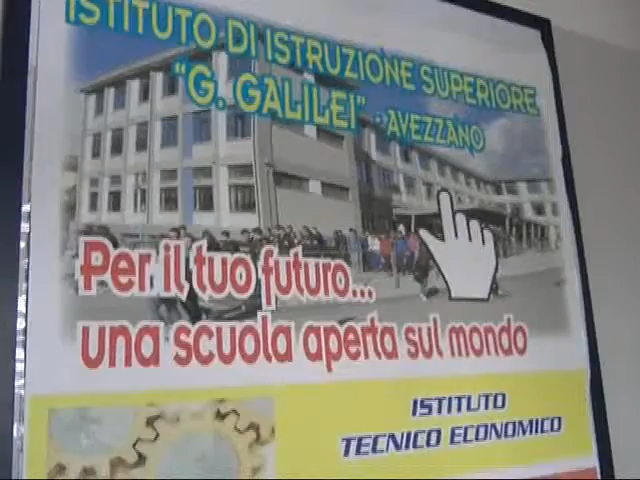 ISTITUTO DI ISTRUZIONE SUPERIORE
"G. GALILEI" - AVEZZANO
Per il tuo futuro...
una scuola aperta sul mondo
ISTITUTO
TECNICO ECONOMICO